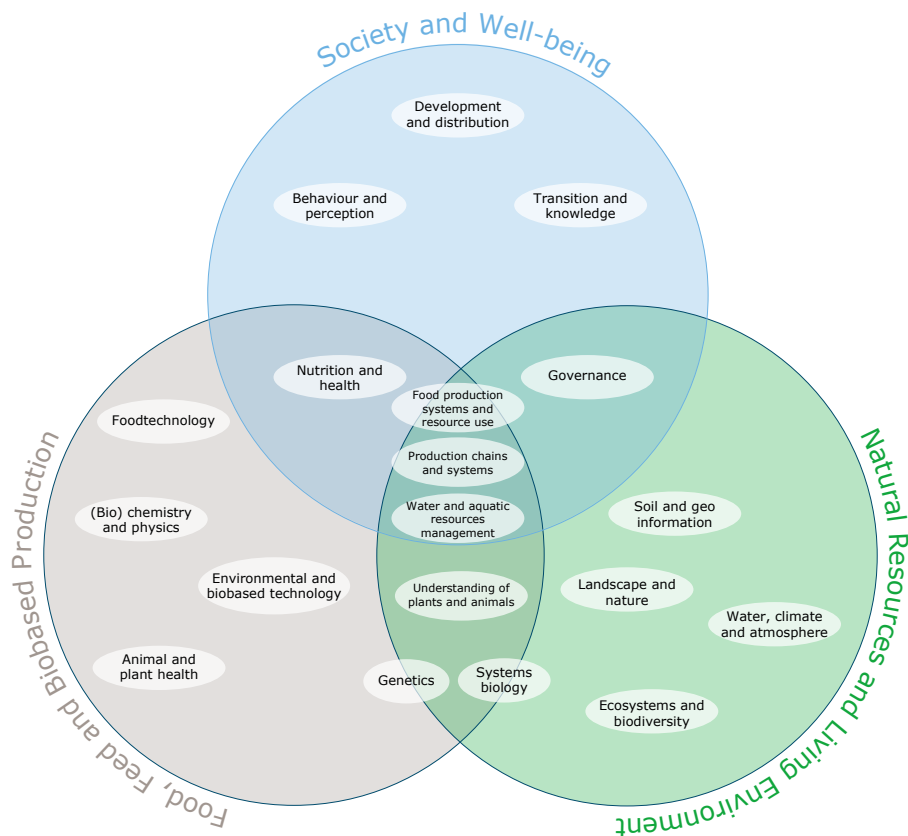 Society and Well-being
Development
and distribution
Behaviour and
perception
Transition and
knowledge
Nutrition and
health
Governance
Food production
systems and
resource use
Foodtechnology
Production chains
and systems
(Bio) chemistry
and physics
Water and aquatic
resources
management
Soil and geo
information
Environmental and
biobased technology
Understanding of
plants and animals
Landscape and
nature
Water, climate
and atmosphere
Animal and
plant health
Genetics
Systems
biology
Ecosystems and
biodiversity
Food, Feed and Biobased Production
Natural Resources and Living Environment